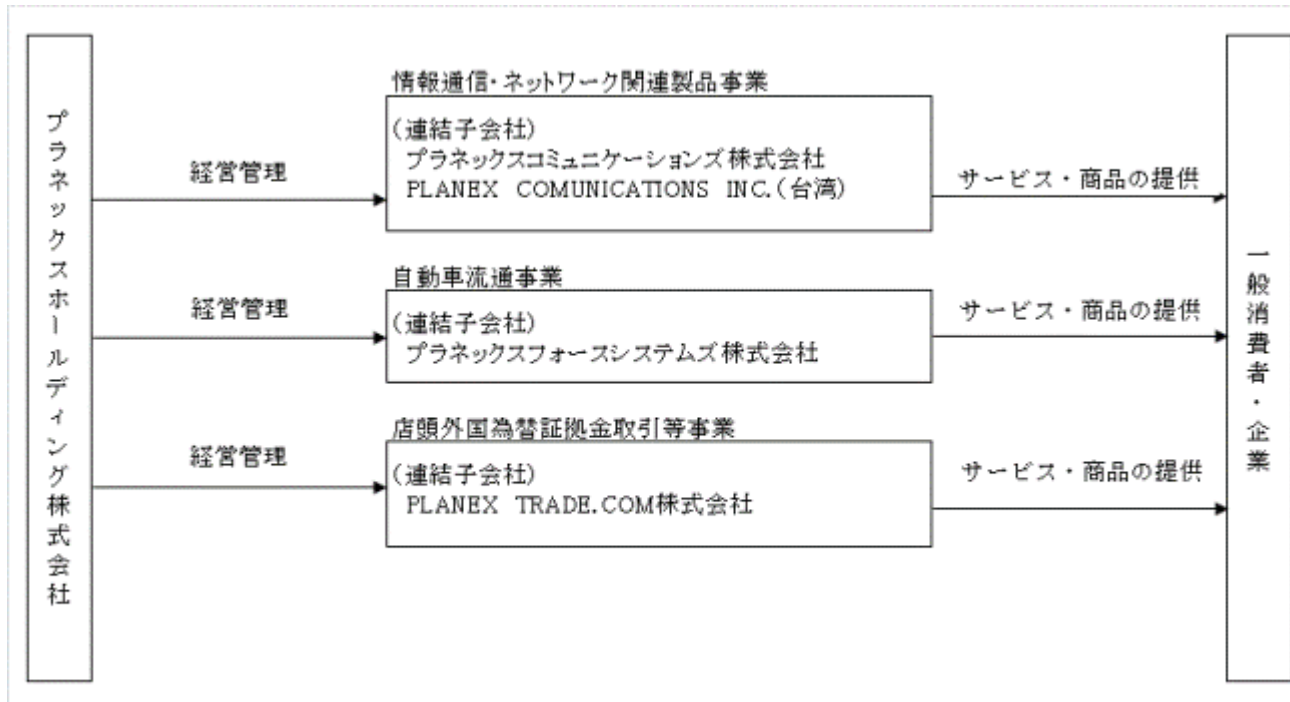 プラネックスホールディング株式会社
情報通信・ネットワーク関連製品事業
(連結子会社)
プラネックスコミュニケーションズ株式会社
PLANEX COMUNICATIONS INC.(台湾)
経営管理
サービス・商品の提供
自動車流通事業
(連結子会社)
プラネックスフォースシステムズ株式会社
経営管理
サービス・商品の提供
店頭外国為替証拠金取引等事業
(連結子会社)
PLANEX TRADE.COM株式会社
経営管理
サービス・商品の提供
一般消費者・企業